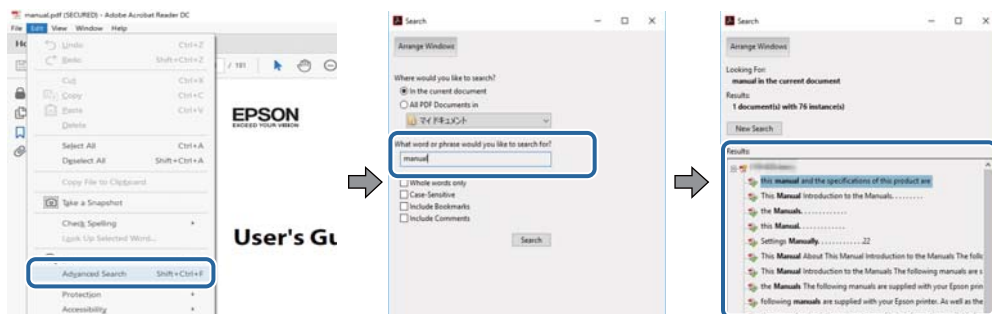 manual.pdf (SECURED) - Adobe Acrobat Reader DC
File Edit View Window Help
Undo Ctrl+Z
Redo Shift+Ctrl+Z
Cut Ctrl+X
Copy Ctrl+C
Paste Ctrl+V
Delete
Select All Ctrl+A
Deselect All Shift+Ctrl+A
Copy File to Clipboard
Take a Snapshot
Check Spelling
Look Up Selected Word...
Advanced Search Shift+Ctrl+F
Protection
Accessibility
/ 191
EPSON
EXCEED YOUR VISION
User's Gu
Search
Arrange Windows
Where would you like to search?
In the current document
All PDF Documents in
マイ ドキュメント
What word or phrase would you like to search for?
manual
Whole words only
Case-Sensitive
Include Bookmarks
Include Comments
Search
Search
Arrange Windows
Looking For:
manual in the current document
Results:
1 document(s) with 76 instance(s)
New Search
Results:
this manual and the specifications of this product are
This Manual Introduction to the Manuals. . . . . . . . .
the Manuals. . . . . . . . . . . . .
this Manual. . . . . . . . . . . . .
Settings Manually. . . . . . . . . . . . 22
This Manual About This Manual Introduction to the Manuals The follo
This Manual Introduction to the Manuals The following manuals are s
the Manuals The following manuals are supplied with your Epson prin
following manuals are supplied with your Epson printer. As well as the